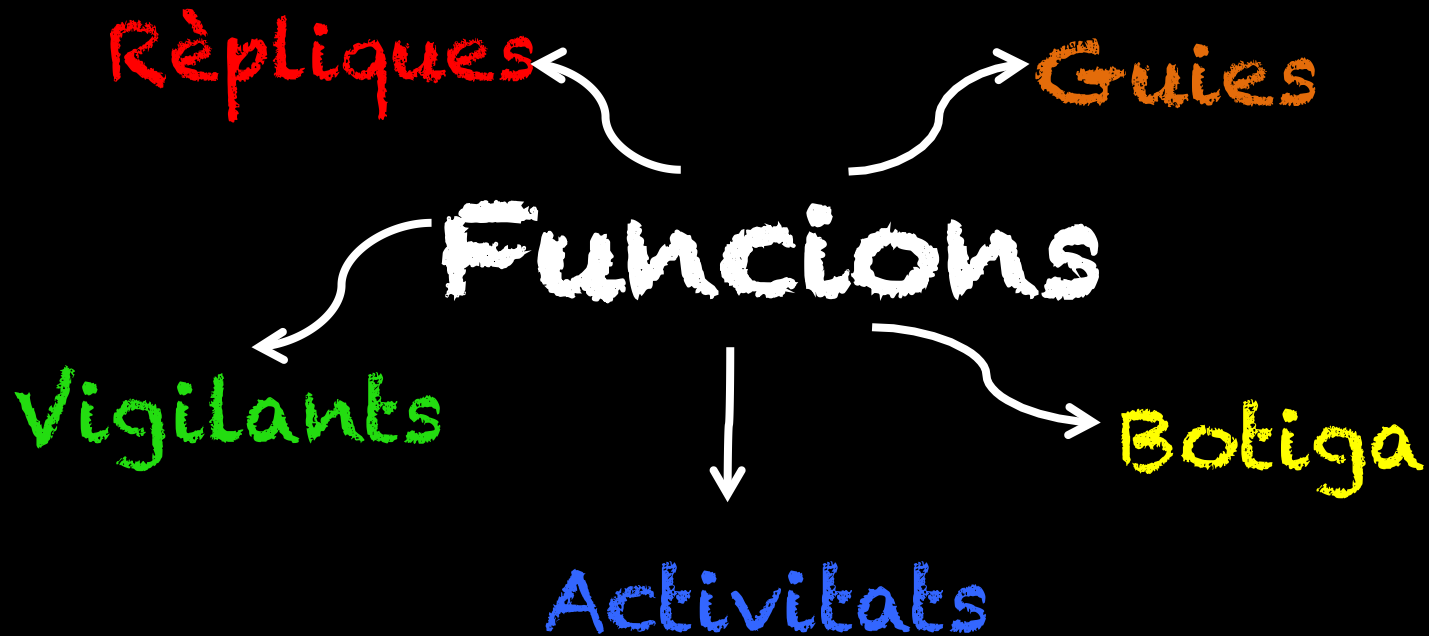 Rèpliques
Guies
Funcions
Vigilants
Botiga
Activitats